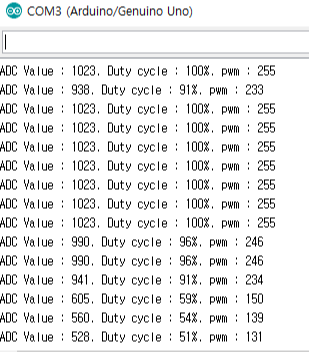 COM3 (Arduino/Genuino Uno)
ADC Value : 1023. Duty cycle : 100%. pwm : 255
ADC Value : 938. Duty cycle : 91%. pwm : 233
ADC Value : 1023. Duty cycle : 100%. pwm : 255
ADC Value : 1023. Duty cycle : 100%. pwm : 255
ADC Value : 1023. Duty cycle : 100%. pwm : 255
ADC Value : 1023. Duty cycle : 100%. pwm : 255
ADC Value : 1023. Duty cycle : 100%. pwm : 255
ADC Value : 1023. Duty cycle : 100%. pwm : 255
ADC Value : 1023. Duty cycle : 100%. pwm : 255
ADC Value : 990. Duty cycle : 96%. pwm : 246
ADC Value : 990. Duty cycle : 96%. pwm : 246
ADC Value : 941. Duty cycle : 91%. pwm : 234
ADC Value : 605. Duty cycle : 59%. pwm : 150
ADC Value : 560. Duty cycle : 54%. pwm : 139
ADC Value : 528. Duty cycle : 51%. pwm : 131